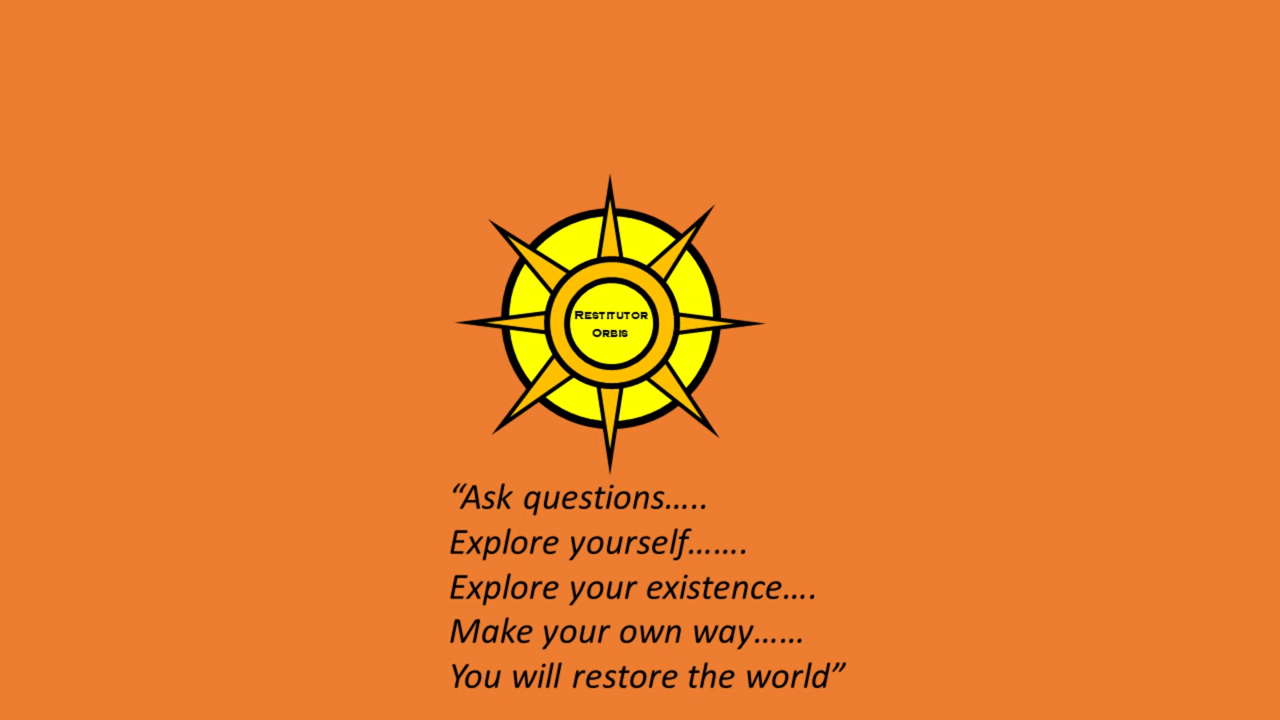 Restitutor
Orbis
“Ask questions…..
Explore yourself…….
Explore your existence….
Make your own way……
You will restore the world”